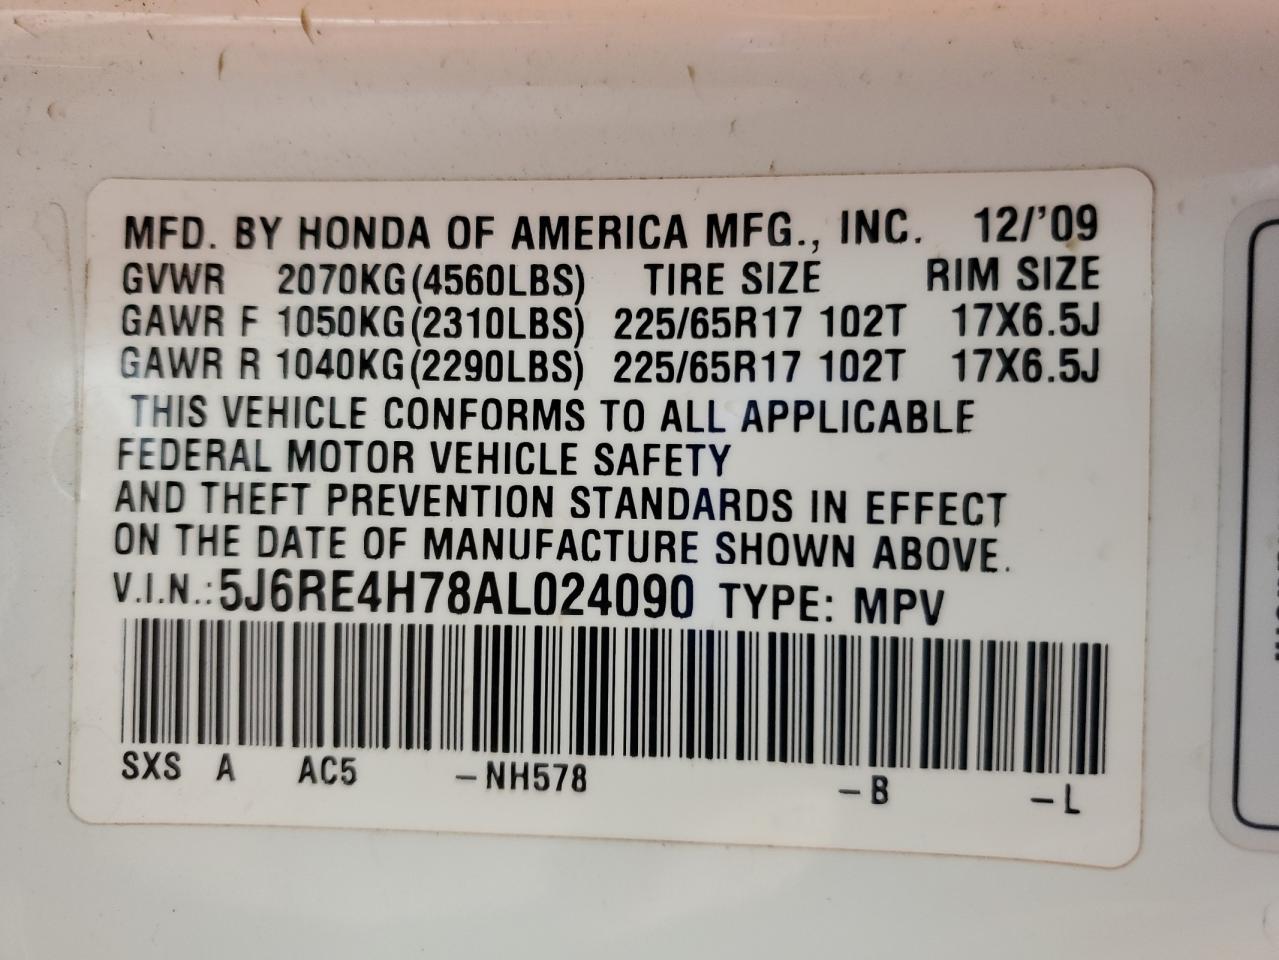 MFD. BY HONDA OF AMERICA MFG., INC. 12/'09
GVWR 2070KG(4560LBS) TIRE SIZE RIM SIZE
GAWR F 1050KG(2310LBS) 225/65R17 102T 17X6.5J
GAWR R 1040KG(2290LBS) 225/65R17 102T 17X6.5J
THIS VEHICLE CONFORMS TO ALL APPLICABLE
FEDERAL MOTOR VEHICLE SAFETY
AND THEFT PREVENTION STANDARDS IN EFFECT
ON THE DATE OF MANUFACTURE SHOWN ABOVE.
V.I.N.:5J6RE4H78AL024090 TYPE: MPV
SXS A AC5 –NH578 –B –L